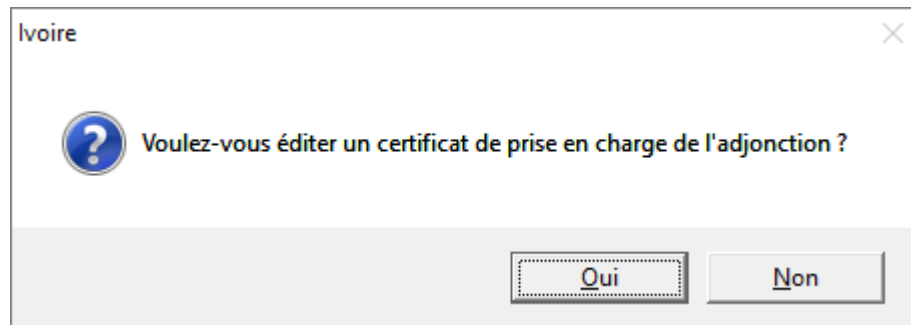 Ivoire
Voulez-vous éditer un certificat de prise en charge de l'adjonction ?
Oui
Non